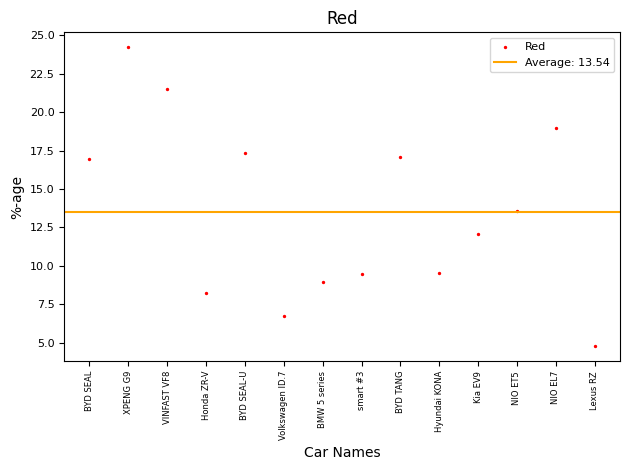 Red
25.0
22.5
20.0
17.5
15.0
12.5
10.0
7.5
5.0
%-age
Red
Average: 13.54
BYD SEAL
XPENG G9
VINFAST VF8
Honda ZR-V
BYD SEAL-U
Volkswagen ID.7
BMW 5 series
smart #3
BYD TANG
Hyundai KONA
Kia EV9
NIO ET5
NIO EL7
Lexus RZ
Car Names